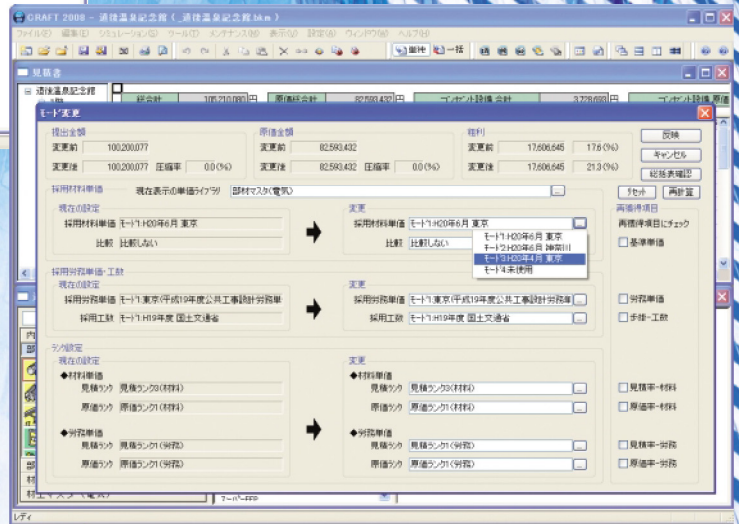 CRAFT 2008 - 道後温泉記念館 (_道後温泉記念館.bkm)
ファイル(F) 編集(E) シミュレーション(S) ツール(T) メンテナンス(M) 表示(V) 設定(G) ウィンドウ(W) ヘルプ(H)
単独 一括
見積書
道後温泉記念館
総合計 106,210,080 円 原価総合計 82,593,432 円 コンセント設備 合計 3,728,693 円 コンセント設備 原価
モード変更
提出金額 原価金額 粗利
変更前 100,200,077 変更前 82,593,432 変更前 17,606,645 17.6 (%)
変更後 100,200,077 圧縮率 0.0 (%) 変更後 82,593,432 圧縮率 0.0 (%) 変更後 17,606,645 21.3 (%)
反映
キャンセル
総括表確認
採用材料単価 現在表示の単価ライブラリ 部材マスタ(電気) ...
リセット 再計算
現在の設定 変更 再獲得項目
採用材料単価 モード1:H20年6月 東京 採用材料単価 モード1:H20年6月 東京 ... 再獲得項目にチェック
比較 比較しない 比較 比較しない 基準単価
モード1:H20年6月 東京
モード2:H20年6月 神奈川
モード3:H20年4月 東京
モード4:未使用
採用労務単価・工数
現在の設定 変更
採用労務単価 モード1:東京(平成19年度公共工事設計労務単 採用労務単価 モード1:東京(平成19年度公共工事設計労務単 ... 労務単価
採用工数 モード1:H19年度 国土交通省 採用工数 モード1:H19年度 国土交通省 ... 手掛-工数
ランク設定
現在の設定 変更
◆材料単価 ◆材料単価
見積ランク 見積ランク3(材料) 見積ランク 見積ランク3(材料) ... 見積率-材料
原価ランク 原価ランク1(材料) 原価ランク 原価ランク1(材料) ... 原価率-材料
◆労務単価 ◆労務単価
見積ランク 見積ランク1(労務) 見積ランク 見積ランク1(労務) ... 見積率-労務
原価ランク 原価ランク1(労務) 原価ランク 原価ランク1(労務) ... 原価率-労務
レディ